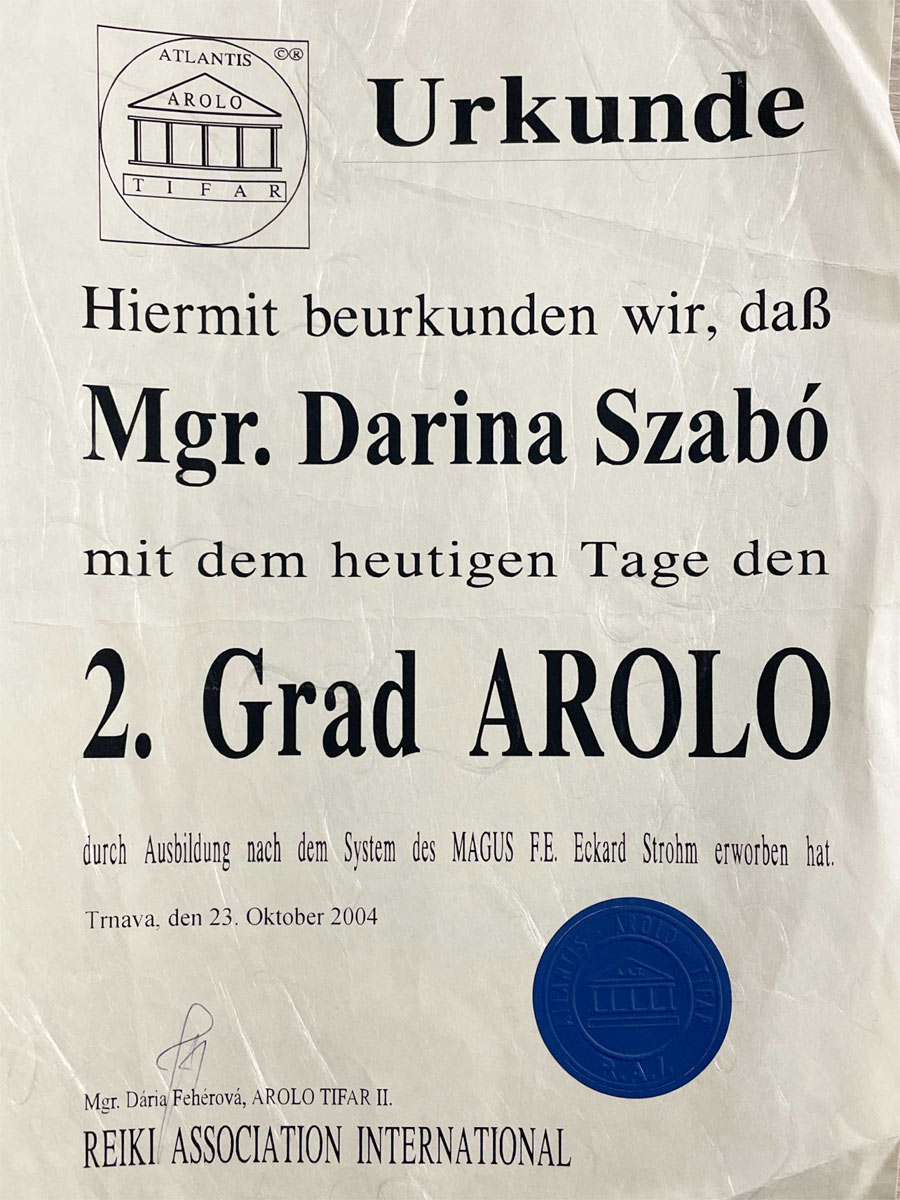 ATLANTIS ©®
AROLO
TIFAR
Urkunde
Hiermit beurkunden wir, daß
Mgr. Darina Szabó
mit dem heutigen Tage den
2. Grad AROLO
durch Ausbildung nach dem System des MAGUS F.E. Eckard Strohm erworben hat.
Trnava, den 23. Oktober 2004
ATLANTIS · AROLO · TIFAR
R.A.I.
Mgr. Dária Fehérová, AROLO TIFAR II.
REIKI ASSOCIATION INTERNATIONAL